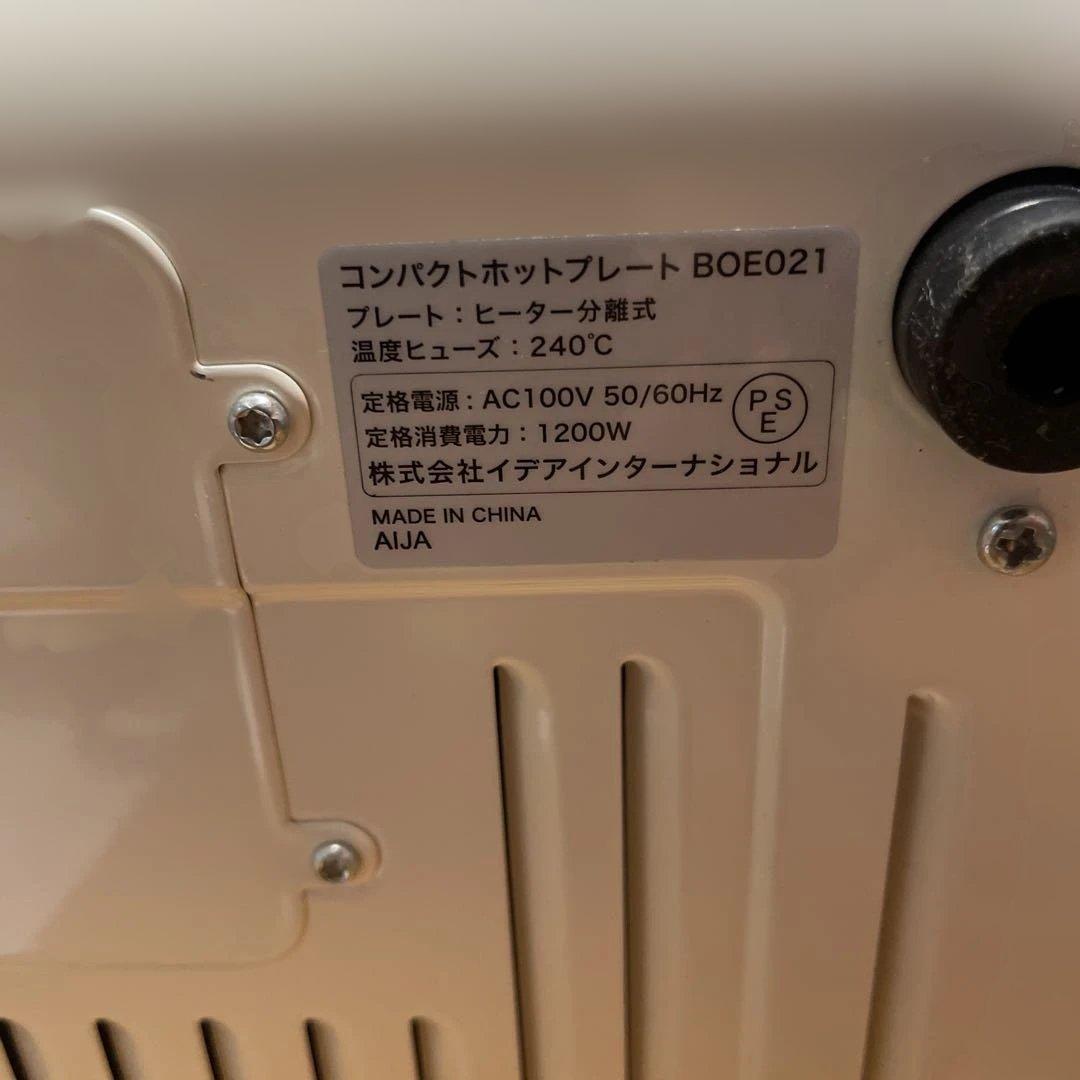 コンパクトホットプレート BOE021
プレート：ヒーター分離式
温度ヒューズ：240℃
定格電源：AC100V 50/60Hz
PSE
定格消費電力：1200W
株式会社イデアインターナショナル
MADE IN CHINA
AIJA